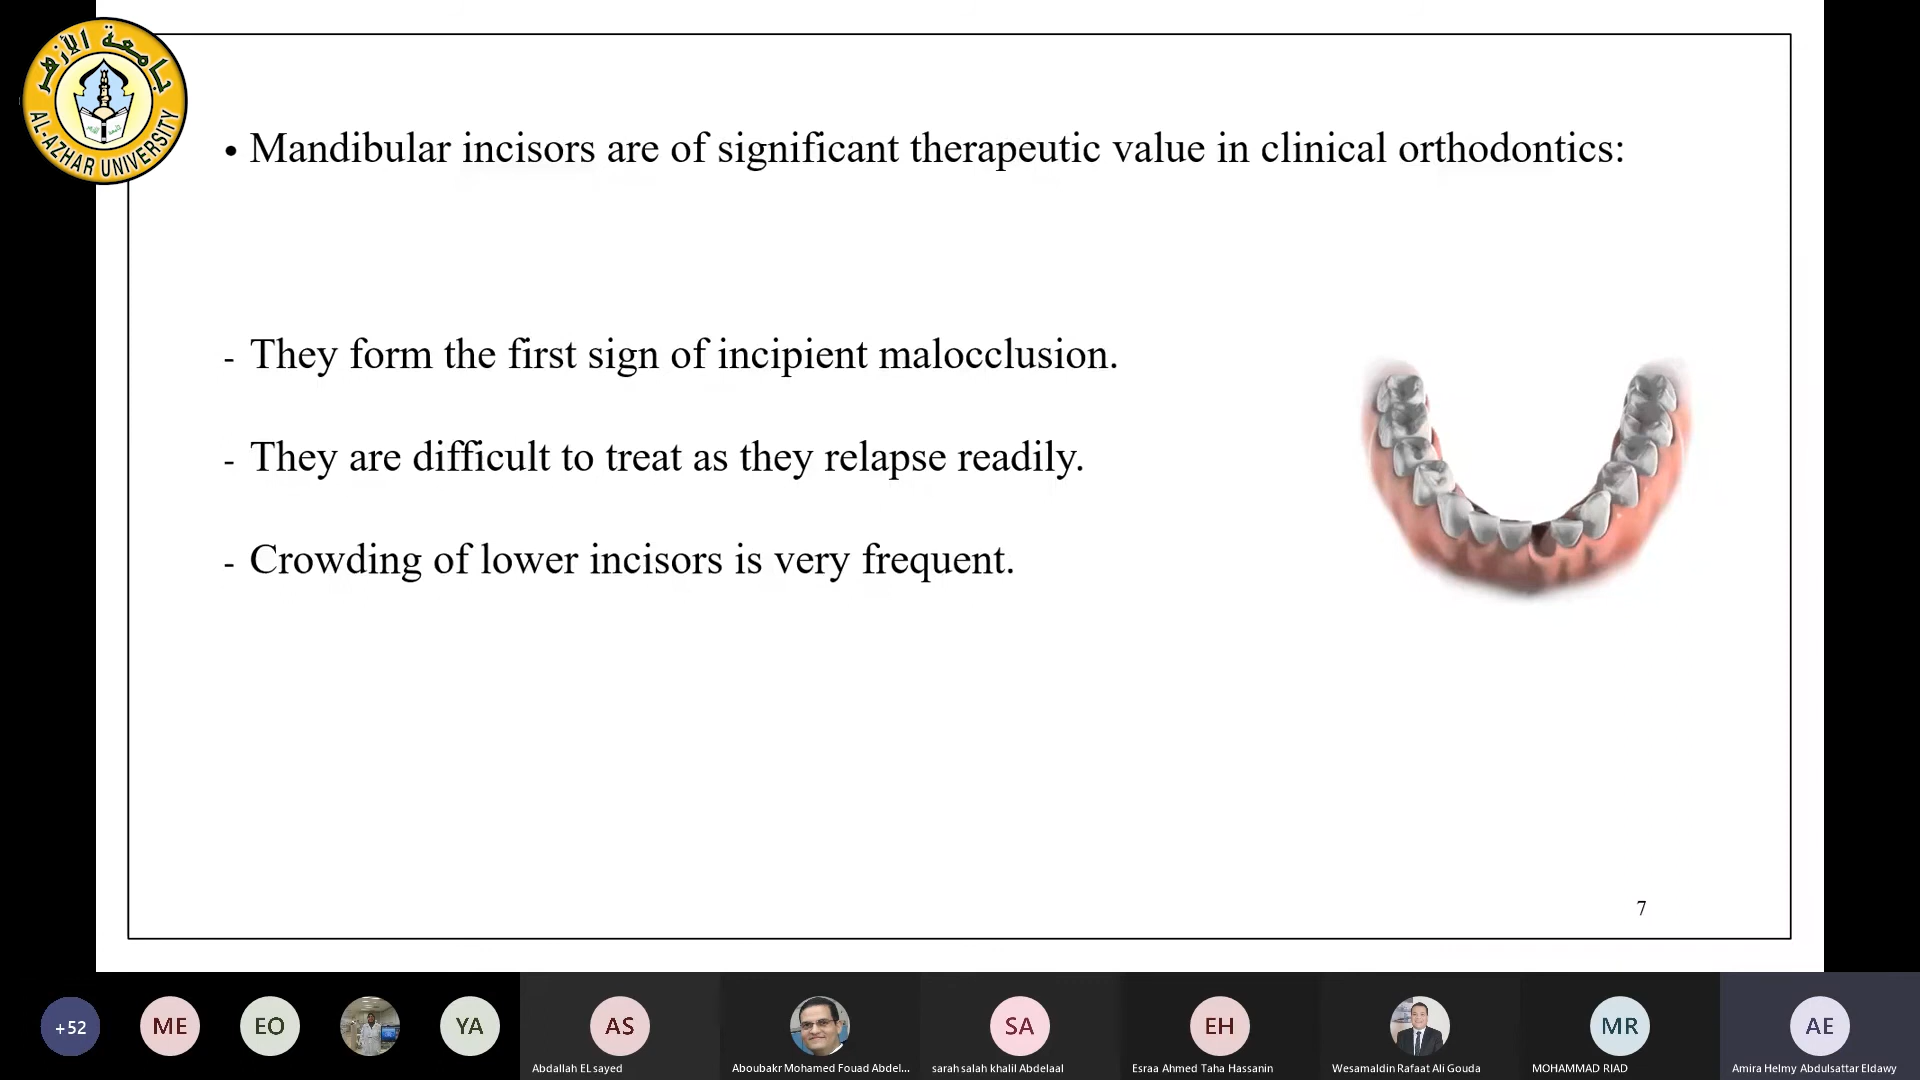 جامعة الأزهر
AL-AZHAR UNIVERSITY
• Mandibular incisors are of significant therapeutic value in clinical orthodontics:
- They form the first sign of incipient malocclusion.
- They are difficult to treat as they relapse readily.
- Crowding of lower incisors is very frequent.
7
+52
ME
EO
YA
AS
SA
EH
MR
AE
Abdallah EL sayed
Aboubakr Mohamed Fouad Abdel...
sarah salah khalil Abdelaal
Esraa Ahmed Taha Hassanin
Wesamaldin Rafaat Ali Gouda
MOHAMMAD RIAD
Amira Helmy Abdulsattar Eldawy